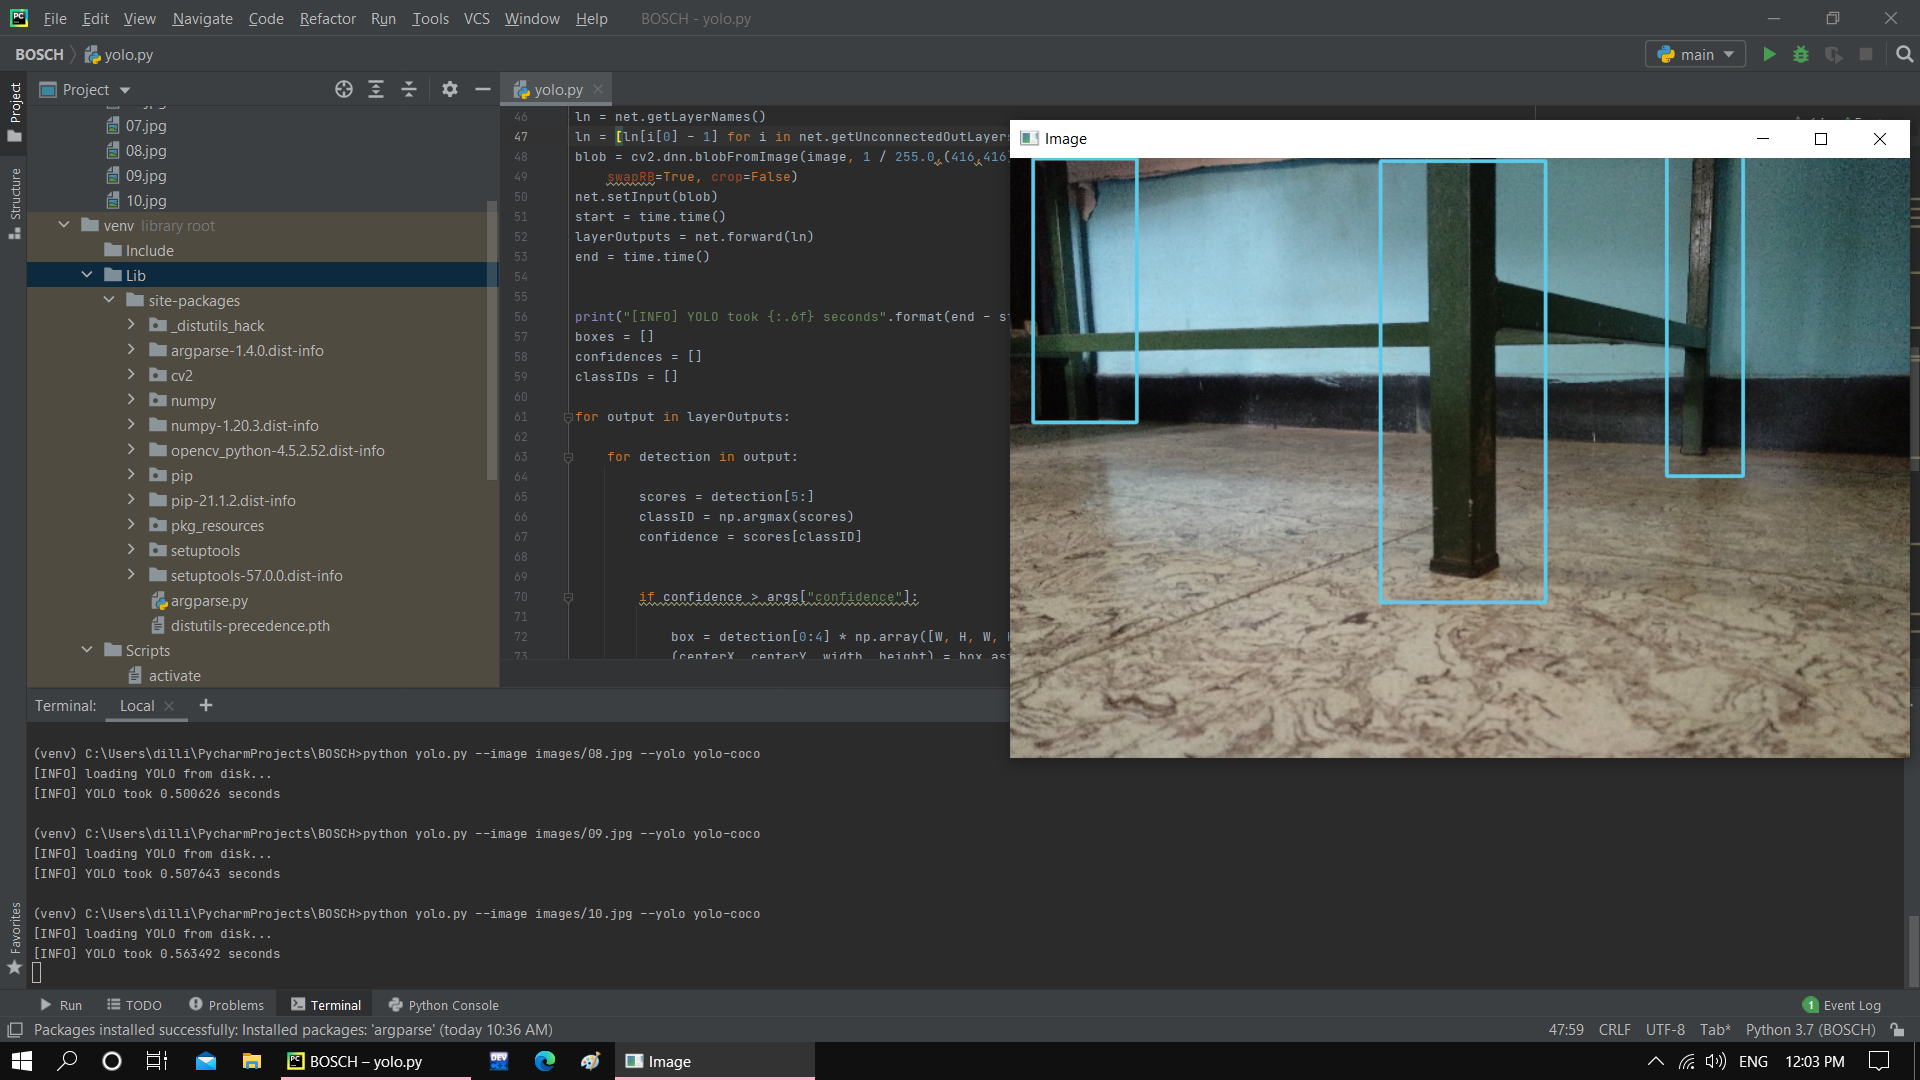 File Edit View Navigate Code Refactor Run Tools VCS Window Help BOSCH - yolo.py
BOSCH yolo.py
main
Project
yolo.py
Project
Structure
Favorites
07.jpg
08.jpg
09.jpg
10.jpg
venv library root
Include
Lib
site-packages
_distutils_hack
argparse-1.4.0.dist-info
cv2
numpy
numpy-1.20.3.dist-info
opencv_python-4.5.2.52.dist-info
pip
pip-21.1.2.dist-info
pkg_resources
setuptools
setuptools-57.0.0.dist-info
argparse.py
distutils-precedence.pth
Scripts
activate
46 ln = net.getLayerNames()
47 ln = [ln[i[0] - 1] for i in net.getUnconnectedOutLayer
48 blob = cv2.dnn.blobFromImage(image, 1 / 255.0,(416,416
49 swapRB=True, crop=False)
50 net.setInput(blob)
51 start = time.time()
52 layerOutputs = net.forward(ln)
53 end = time.time()
54
55
56 print("[INFO] YOLO took {:.6f} seconds".format(end - s
57 boxes = []
58 confidences = []
59 classIDs = []
60
61 for output in layerOutputs:
62
63 for detection in output:
64
65 scores = detection[5:]
66 classID = np.argmax(scores)
67 confidence = scores[classID]
68
69
70 if confidence > args["confidence"]:
71
72 box = detection[0:4] * np.array([W, H, W,
73 (centerX, centerY, width, height) = box.as
Image
Terminal: Local
(venv) C:\Users\dilli\PycharmProjects\BOSCH>python yolo.py --image images/08.jpg --yolo yolo-coco
[INFO] loading YOLO from disk...
[INFO] YOLO took 0.500626 seconds
(venv) C:\Users\dilli\PycharmProjects\BOSCH>python yolo.py --image images/09.jpg --yolo yolo-coco
[INFO] loading YOLO from disk...
[INFO] YOLO took 0.507643 seconds
(venv) C:\Users\dilli\PycharmProjects\BOSCH>python yolo.py --image images/10.jpg --yolo yolo-coco
[INFO] loading YOLO from disk...
[INFO] YOLO took 0.563492 seconds
Run TODO Problems Terminal Python Console 1 Event Log
Packages installed successfully: Installed packages: 'argparse' (today 10:36 AM) 47:59 CRLF UTF-8 Tab* Python 3.7 (BOSCH)
BOSCH – yolo.py DEV Image ENG 12:03 PM